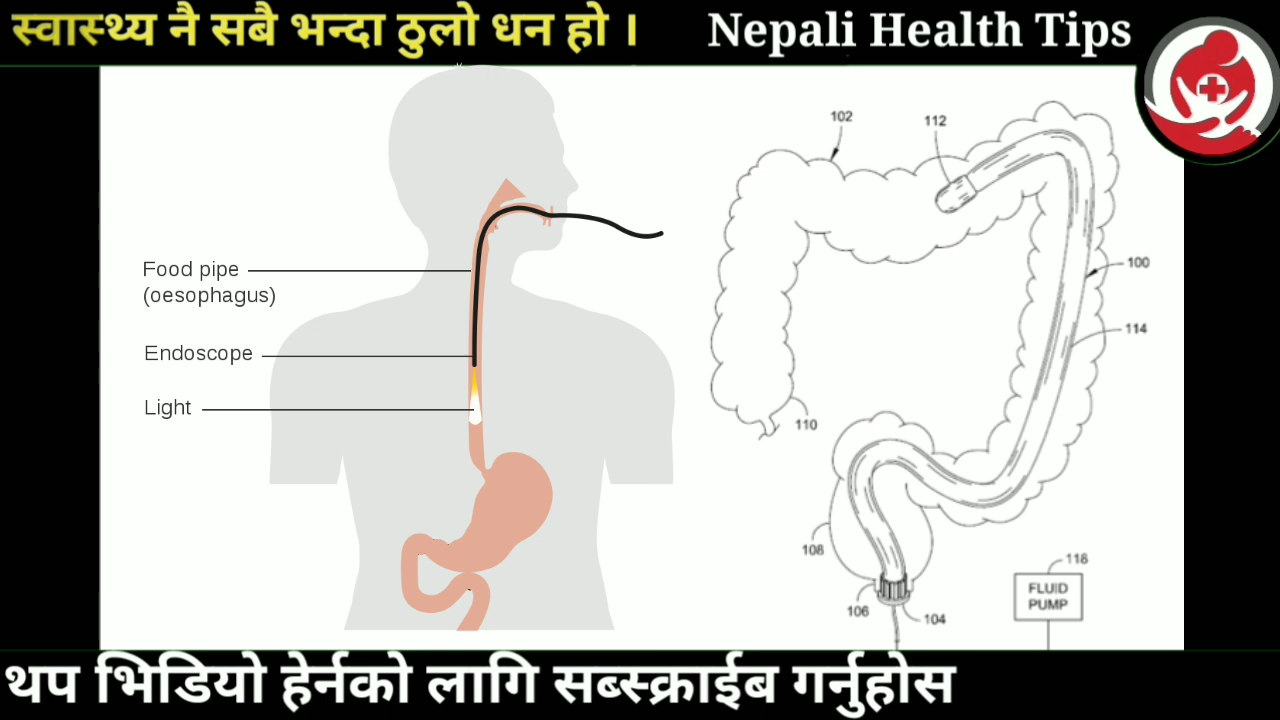 स्वास्थ्य नै सबै भन्दा ठुलो धन हो ।
Nepali Health Tips
Food pipe
(oesophagus)
Endoscope
Light
102
112
100
114
110
108
106
104
118
FLUID
PUMP
थप भिडियो हेर्नको लागि सब्स्क्राईब गर्नुहोस